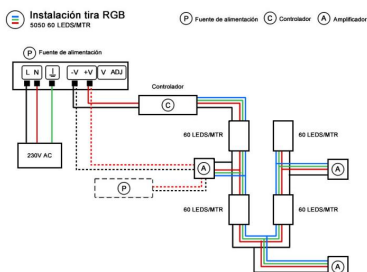 Instalación tira RGB
5050 60 LEDS/MTR
P Fuente de alimentación C Controlador A Amplificador
P Fuente de alimentación
L N -V +V V ADJ
Controlador
C
230V AC
60 LEDS/MTR 60 LEDS/MTR
A A
P
60 LEDS/MTR 60 LEDS/MTR
A